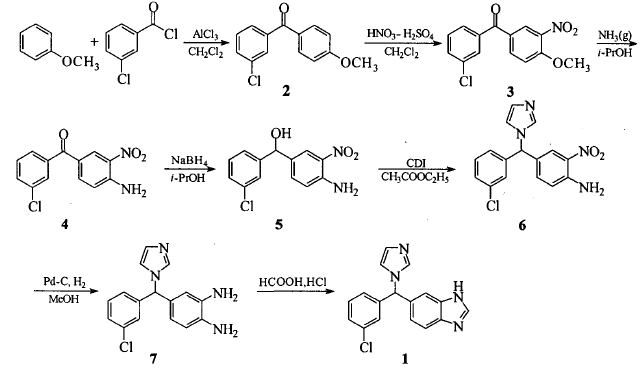 O
Cl
+
OCH3
Cl
AlCl3
CH2Cl2
O
Cl
OCH3
2
HNO3- H2SO4
CH2Cl2
O
NO2
Cl
OCH3
3
NH3(g)
i-PrOH
O
NO2
NH2
Cl
4
NaBH4
i-PrOH
OH
NO2
NH2
Cl
5
CDI
CH3COOC2H5
N
N
NO2
NH2
Cl
6
Pd-C, H2
MeOH
N
N
NH2
NH2
Cl
7
HCOOH,HCl
N
N
H
N
N
Cl
1